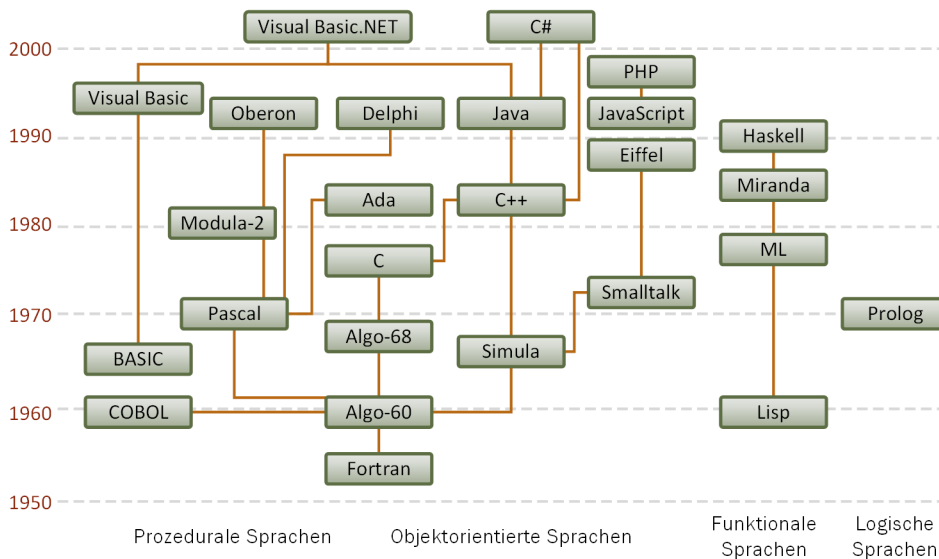 Visual Basic.NET
C#
2000
PHP
Visual Basic
Oberon
Delphi
Java
JavaScript
1990
Haskell
Eiffel
Miranda
Ada
C++
Modula-2
1980
ML
C
Smalltalk
Pascal
1970
Prolog
Algo-68
Simula
BASIC
COBOL
Algo-60
Lisp
1960
Fortran
1950
Prozedurale Sprachen
Objektorientierte Sprachen
Funktionale
Sprachen
Logische
Sprachen